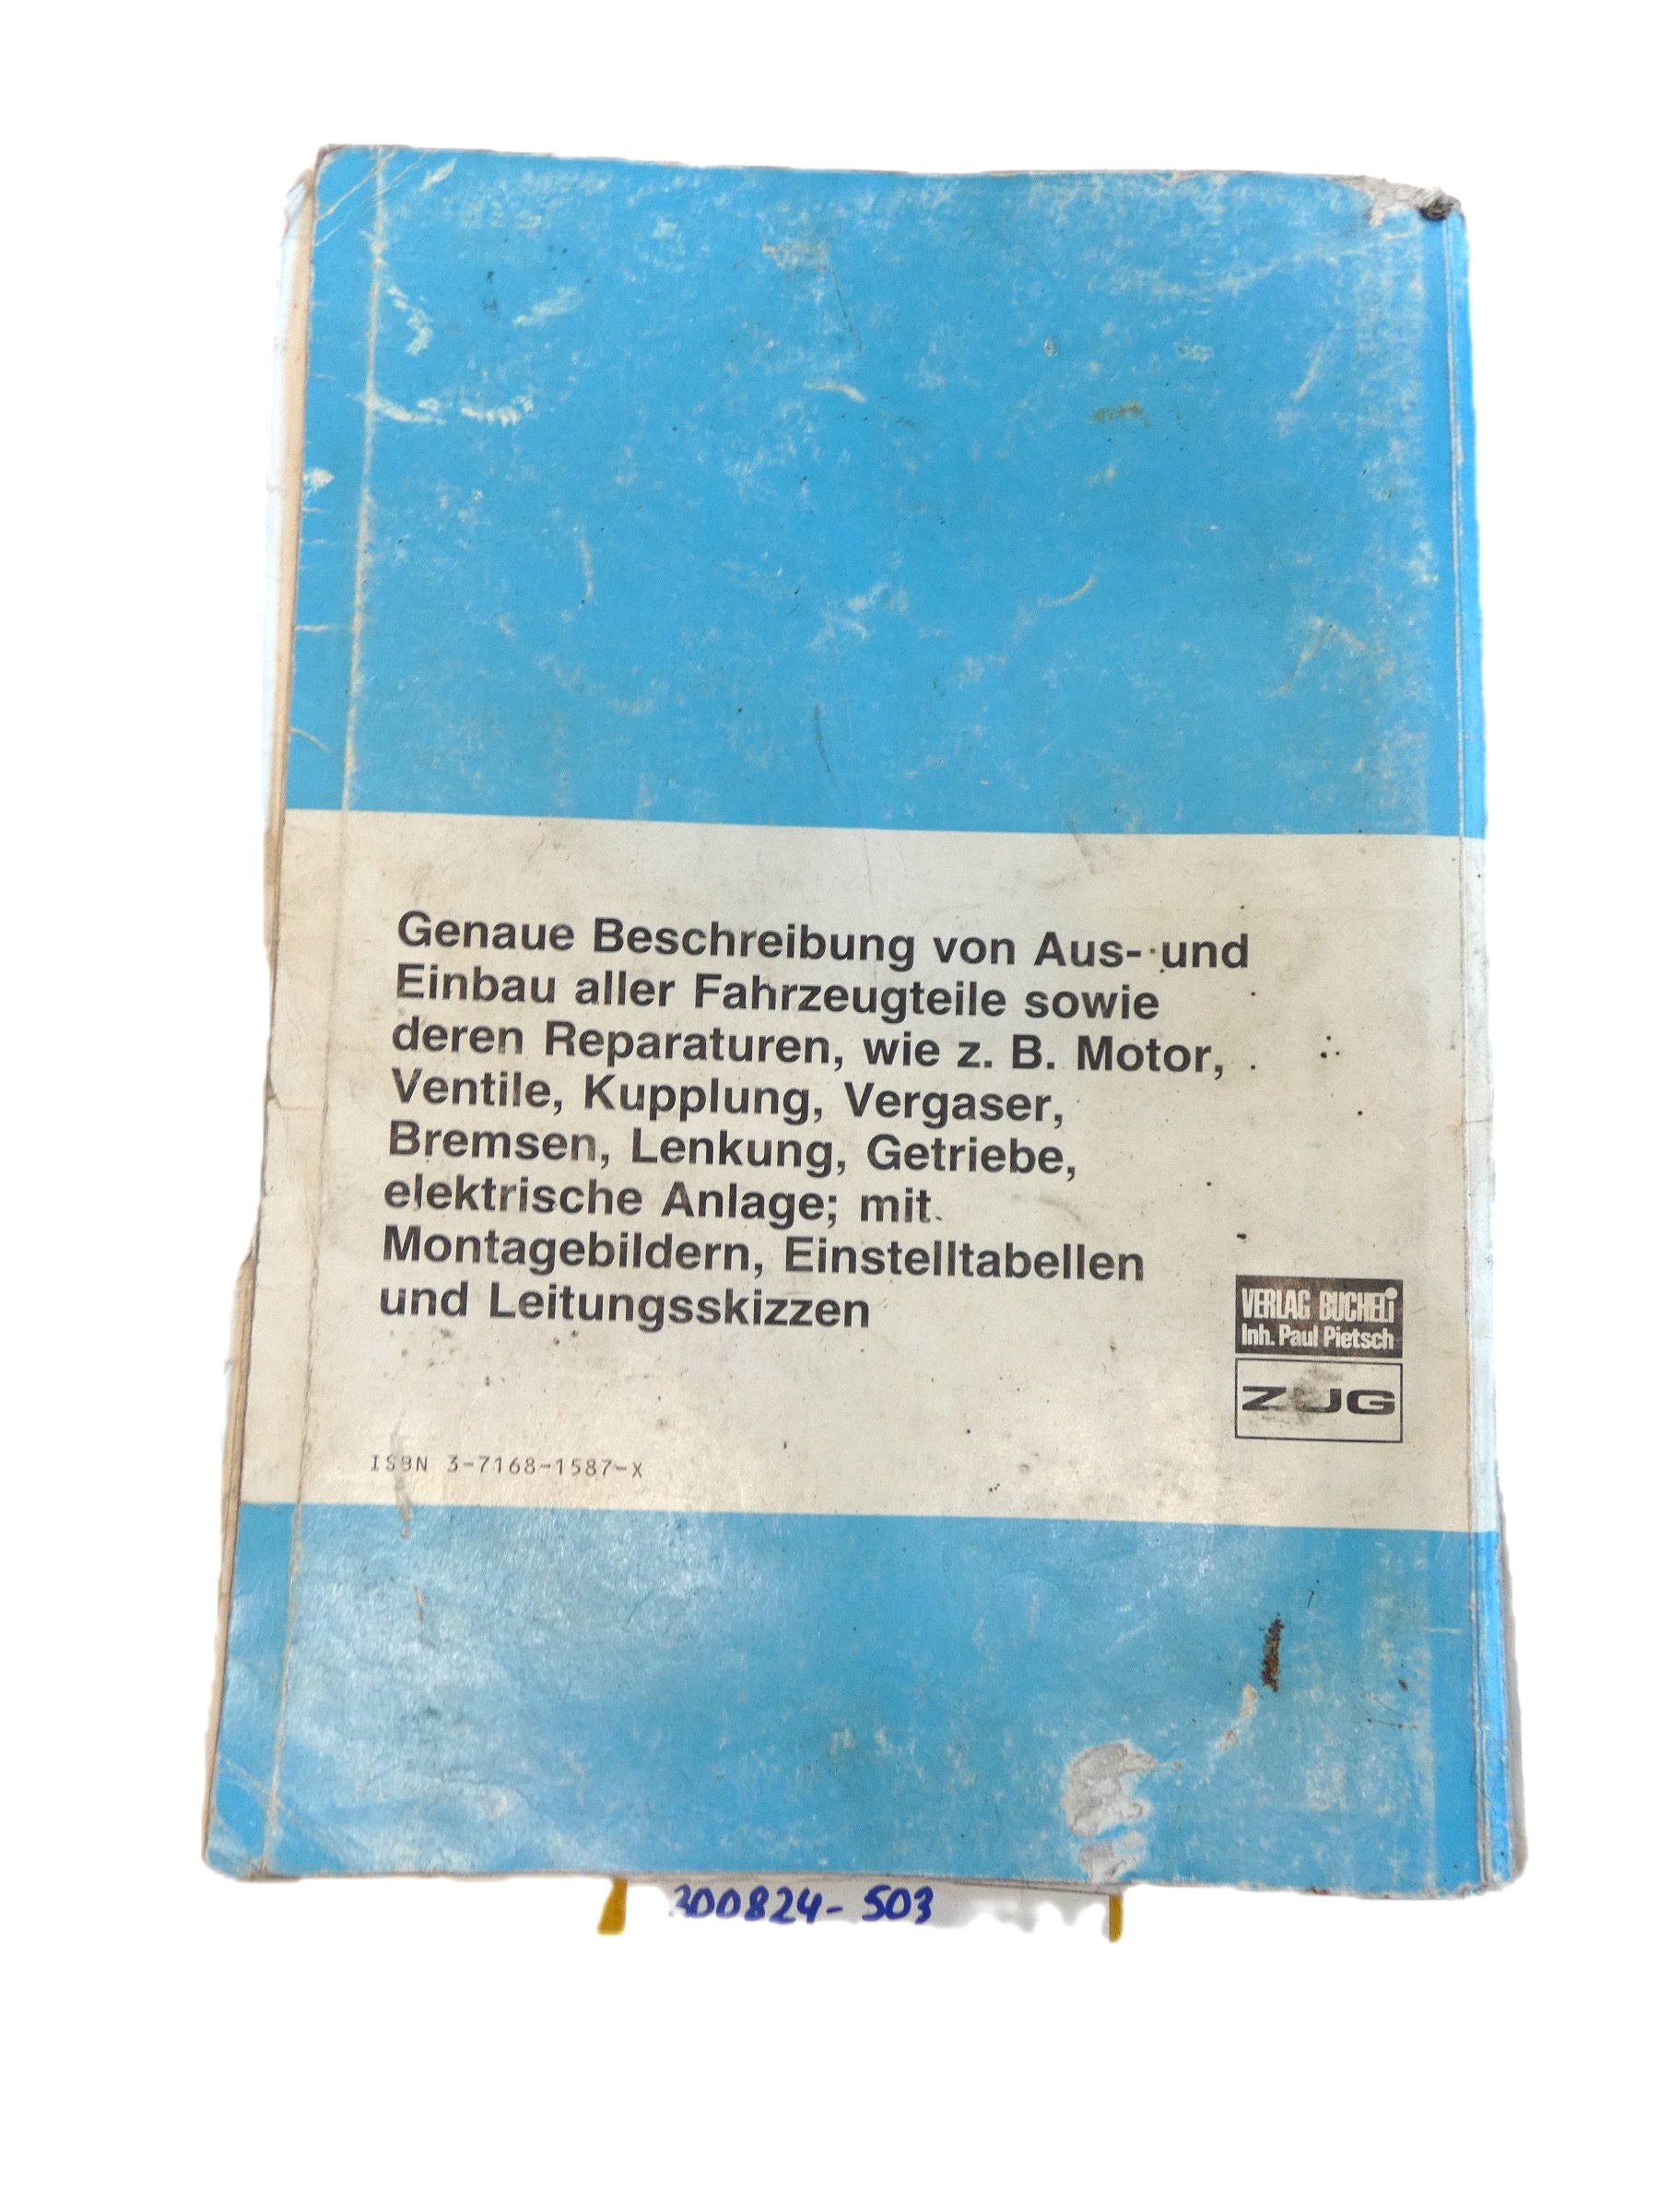 Genaue Beschreibung von Aus- und
Einbau aller Fahrzeugteile sowie
deren Reparaturen, wie z. B. Motor,
Ventile, Kupplung, Vergaser,
Bremsen, Lenkung, Getriebe,
elektrische Anlage; mit
Montagebildern, Einstelltabellen
und Leitungsskizzen
VERLAG BUCHELI
Inh. Paul Pietsch
ZUG
ISBN 3-7168-1587-X
300824- S03